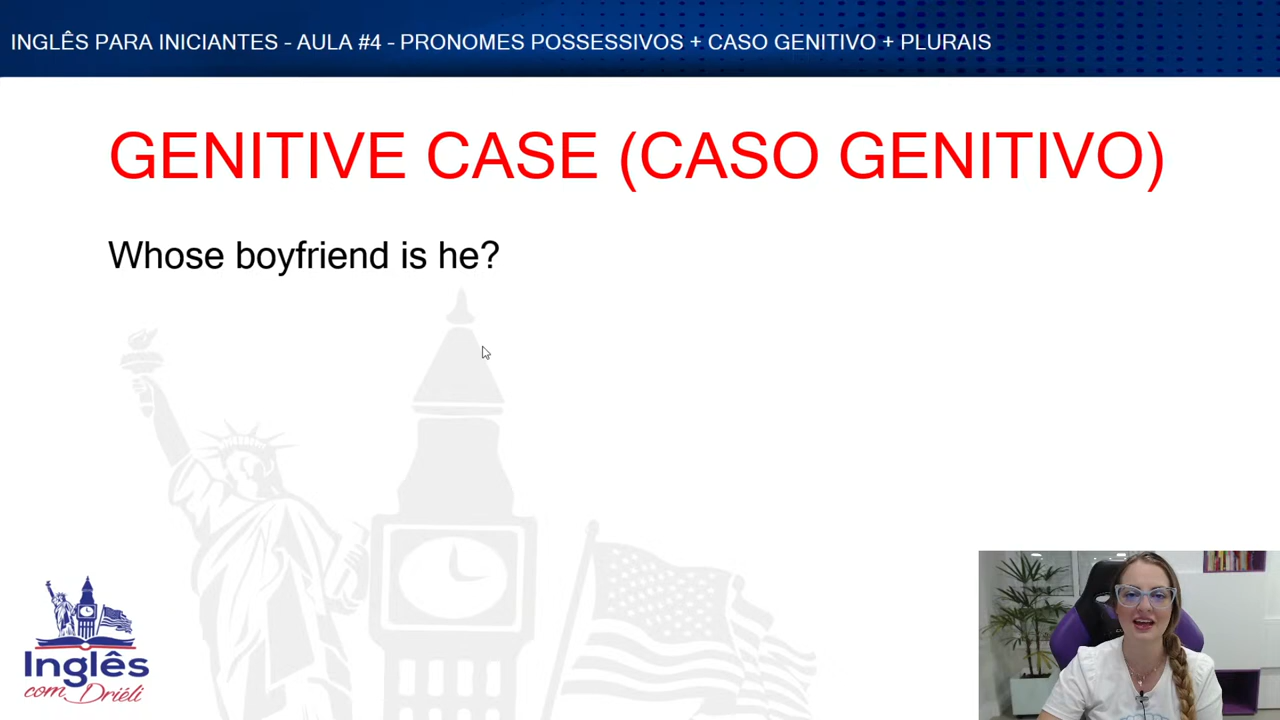 INGLÊS PARA INICIANTES - AULA #4 - PRONOMES POSSESSIVOS + CASO GENITIVO + PLURAIS
GENITIVE CASE (CASO GENITIVO)
Whose boyfriend is he?
Inglês
com Driéli